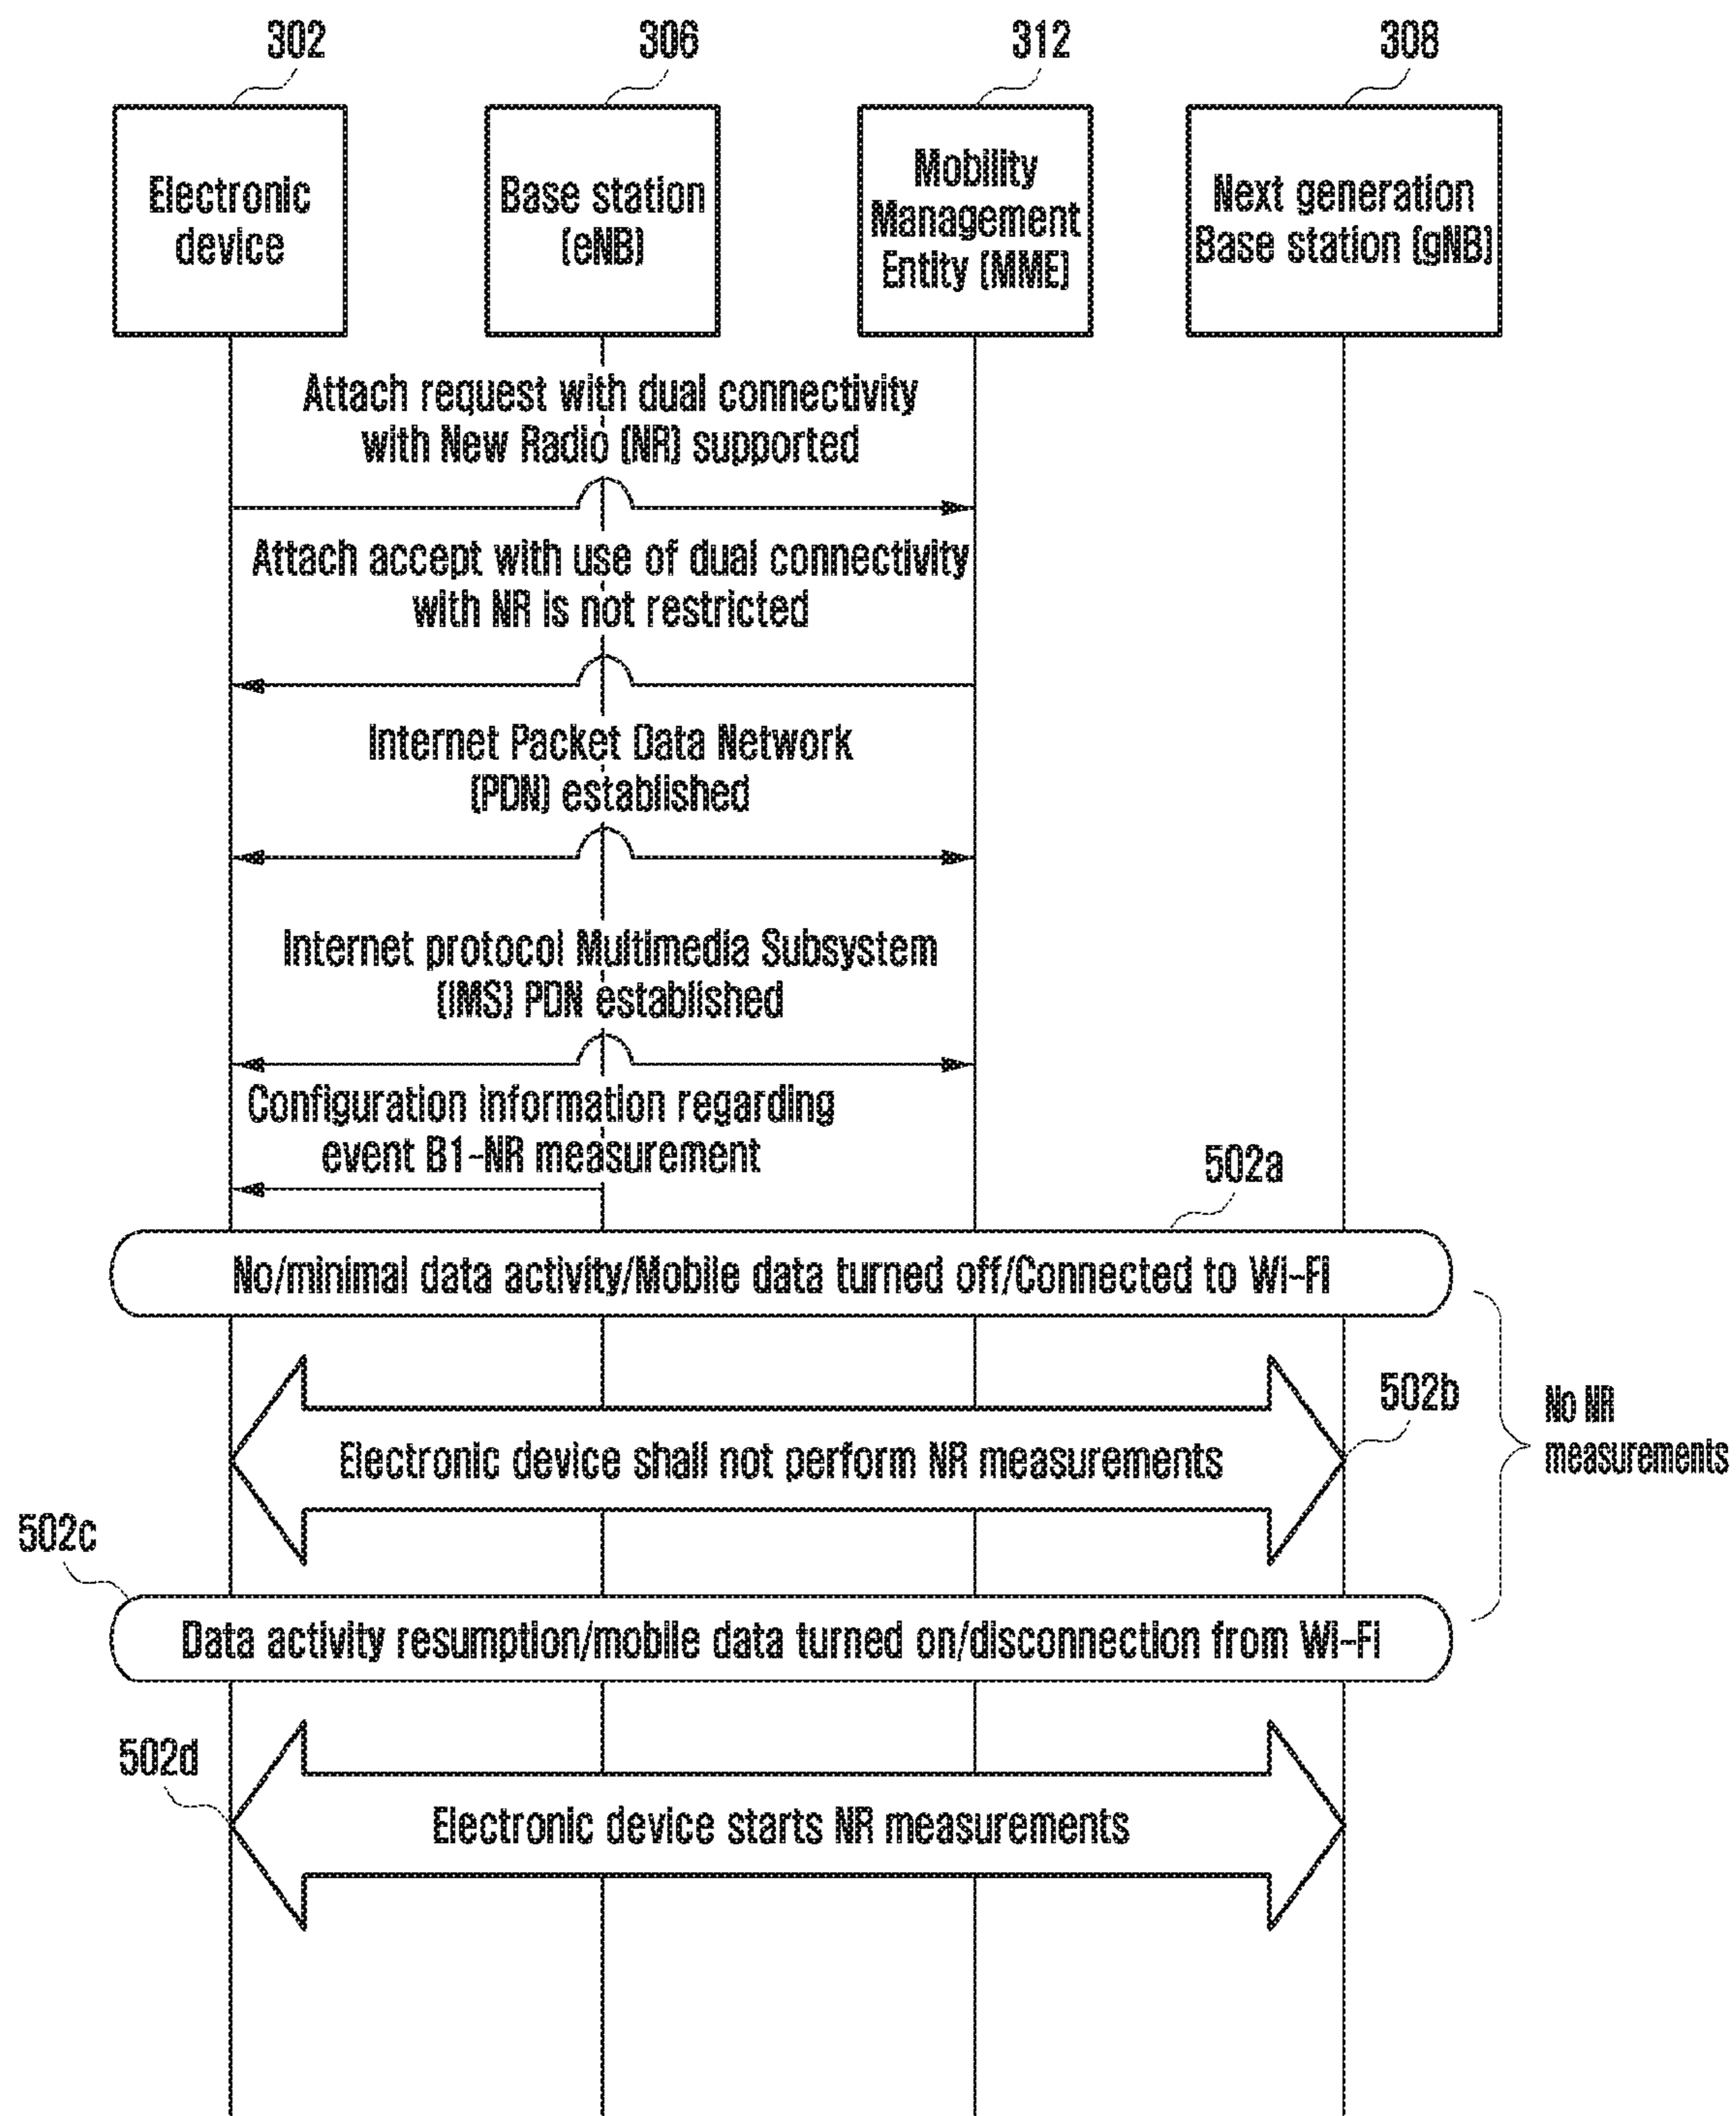 302
306
312
308
Electronic
device
Base station
(eNB)
Mobility
Management
Entity (MME)
Next generation
Base station (gNB)
Attach request with dual connectivity
with New Radio (NR) supported
Attach accept with use of dual connectivity
with NR is not restricted
Internet Packet Data Network
(PDN) established
Internet protocol Multimedia Subsystem
(IMS) PDN established
Configuration information regarding
event B1-NR measurement
502a
No/minimal data activity/Mobile data turned off/Connected to Wi-Fi
502b
Electronic device shall not perform NR measurements
No NR
measurements
502c
Data activity resumption/mobile data turned on/disconnection from Wi-Fi
502d
Electronic device starts NR measurements